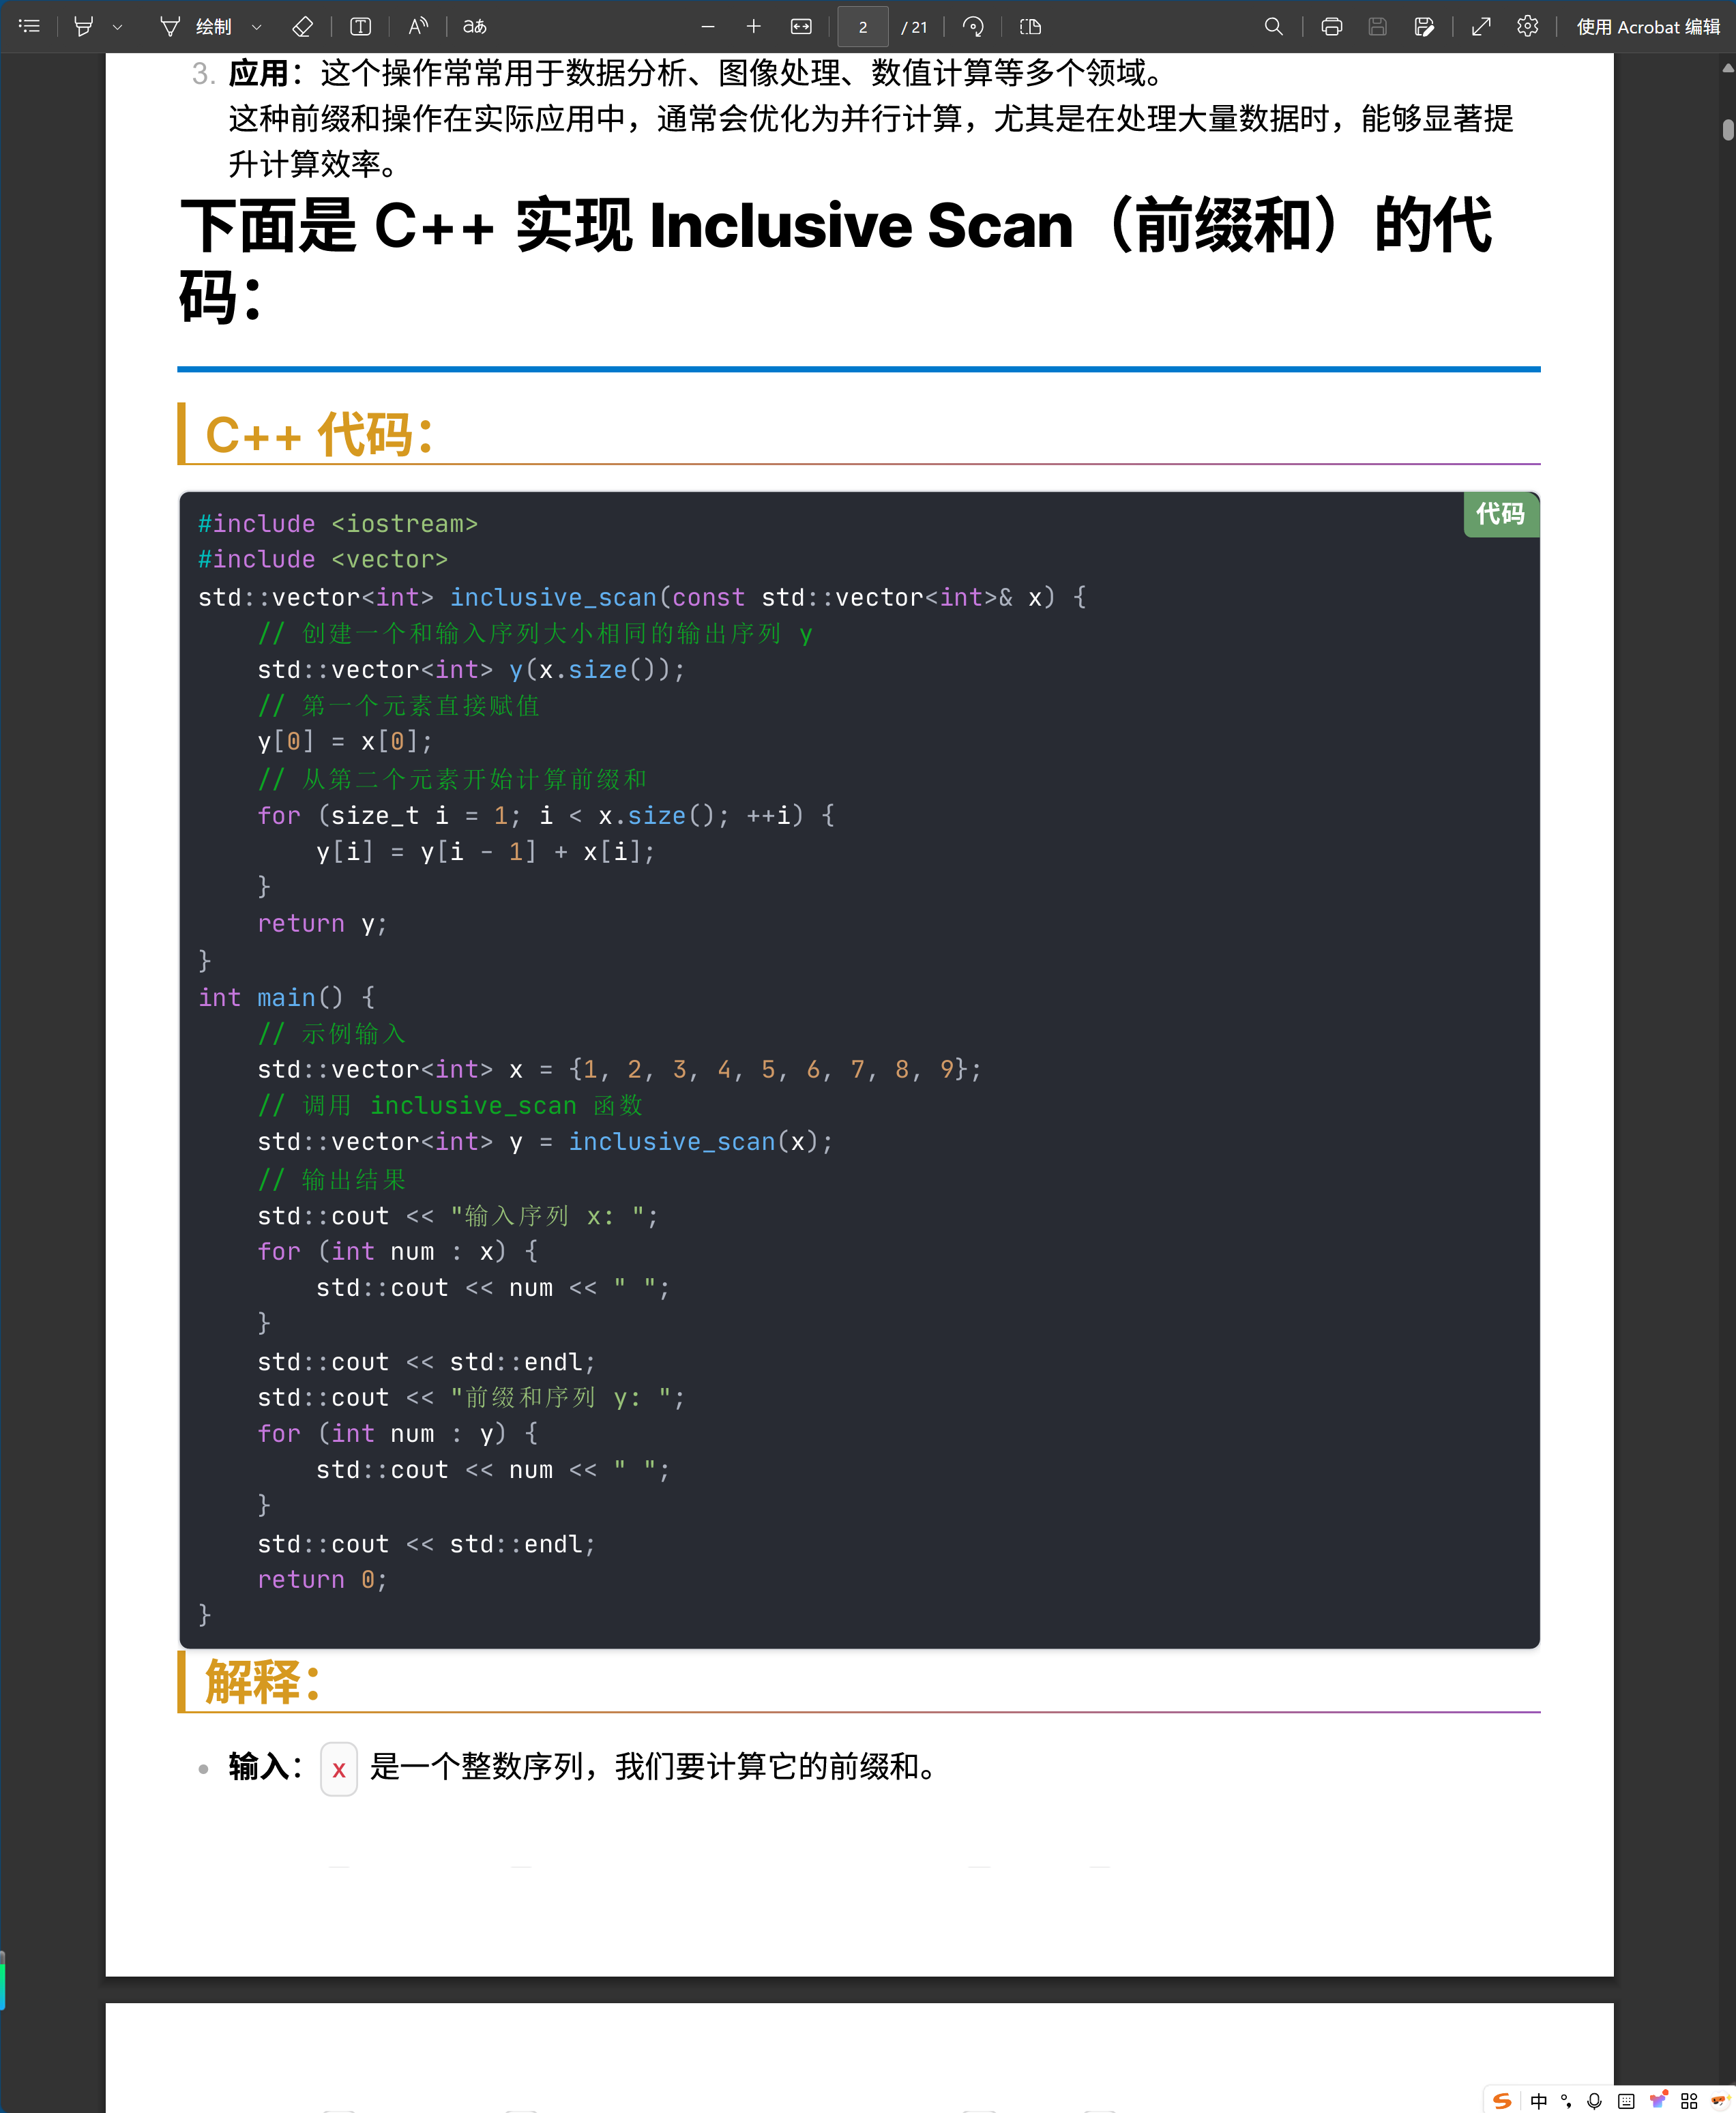 绘制
aあ
2 / 21
使用 Acrobat 编辑
3. 应用：这个操作常常用于数据分析、图像处理、数值计算等多个领域。
这种前缀和操作在实际应用中，通常会优化为并行计算，尤其是在处理大量数据时，能够显著提
升计算效率。
下面是 C++ 实现 Inclusive Scan（前缀和）的代
码：
C++ 代码：
代码
#include <iostream>
#include <vector>
std::vector<int> inclusive_scan(const std::vector<int>& x) {
    // 创建一个和输入序列大小相同的输出序列 y
    std::vector<int> y(x.size());
    // 第一个元素直接赋值
    y[0] = x[0];
    // 从第二个元素开始计算前缀和
    for (size_t i = 1; i < x.size(); ++i) {
        y[i] = y[i - 1] + x[i];
    }
    return y;
}
int main() {
    // 示例输入
    std::vector<int> x = {1, 2, 3, 4, 5, 6, 7, 8, 9};
    // 调用 inclusive_scan 函数
    std::vector<int> y = inclusive_scan(x);
    // 输出结果
    std::cout << "输入序列 x: ";
    for (int num : x) {
        std::cout << num << " ";
    }
    std::cout << std::endl;
    std::cout << "前缀和序列 y: ";
    for (int num : y) {
        std::cout << num << " ";
    }
    std::cout << std::endl;
    return 0;
}
解释：
• 输入：x 是一个整数序列，我们要计算它的前缀和。
中